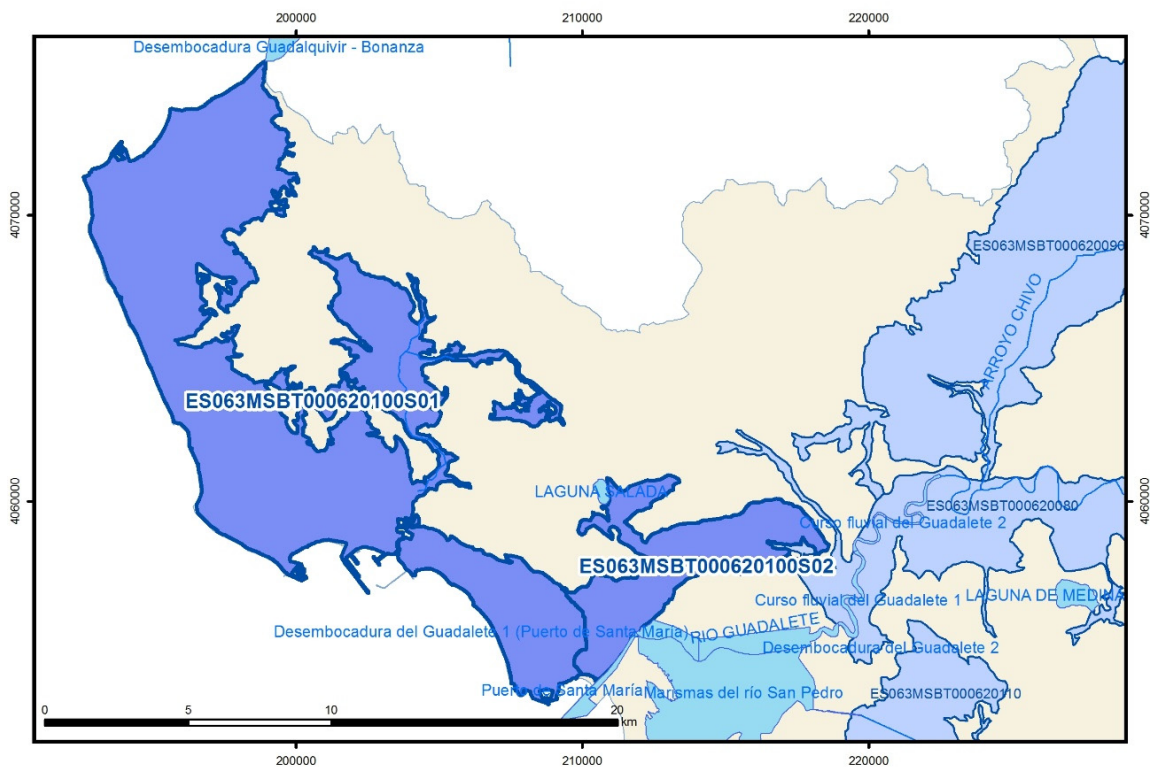 200000
210000
220000
Desembocadura Guadalquivir - Bonanza
4070000
4070000
ES063MSBT000620090
ARROYO CHIVO
ES063MSBT000620100S01
LAGUNA SALADA
4060000
4060000
ES063MSBT000620080
Curso fluvial del Guadalete 2
ES063MSBT000620100S02
Curso fluvial del Guadalete 1
LAGUNA DE MEDINA
Desembocadura del Guadalete 1 (Puerto de Santa María)
RIO GUADALETE
Desembocadura del Guadalete 2
Puerto de Santa María
Marismas del río San Pedro
ES063MSBT000620110
0
5
10
20
km
200000
210000
220000